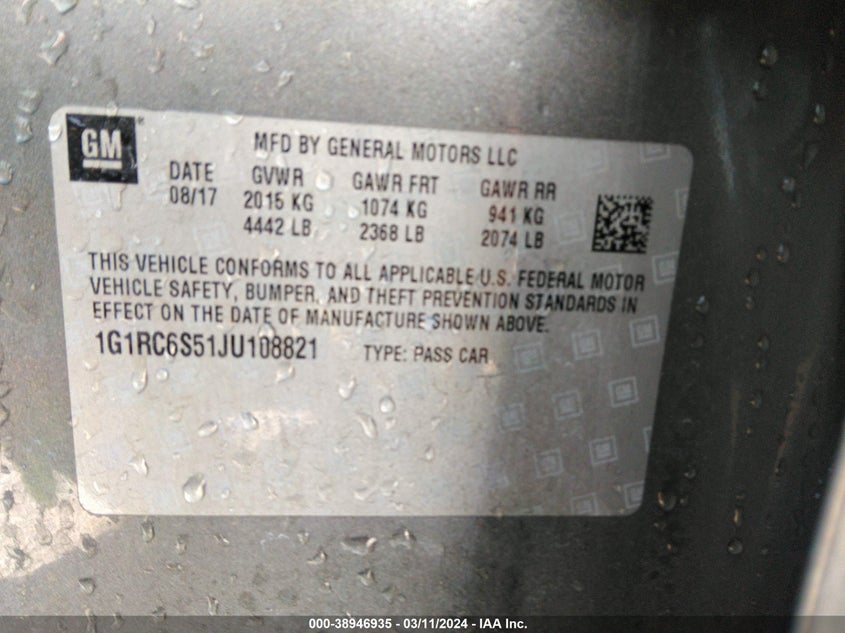 GM®
MFD BY GENERAL MOTORS LLC
DATE GVWR GAWR FRT GAWR RR
08/17 2015 KG 1074 KG 941 KG
4442 LB 2368 LB 2074 LB
THIS VEHICLE CONFORMS TO ALL APPLICABLE U.S. FEDERAL MOTOR
VEHICLE SAFETY, BUMPER, AND THEFT PREVENTION STANDARDS IN
EFFECT ON THE DATE OF MANUFACTURE SHOWN ABOVE.
1G1RC6S51JU108821 TYPE: PASS CAR
000-38946935 - 03/11/2024 - IAA Inc.